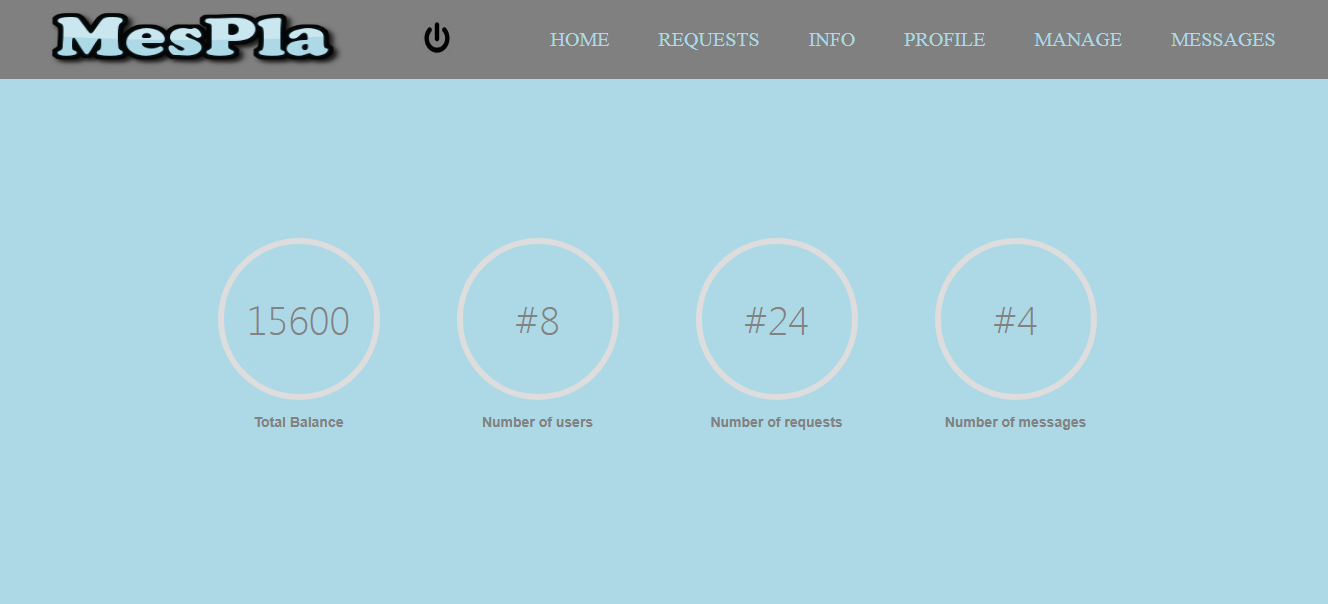 MesPla
HOME REQUESTS INFO PROFILE MANAGE MESSAGES
15600 #8 #24 #4
Total Balance Number of users Number of requests Number of messages